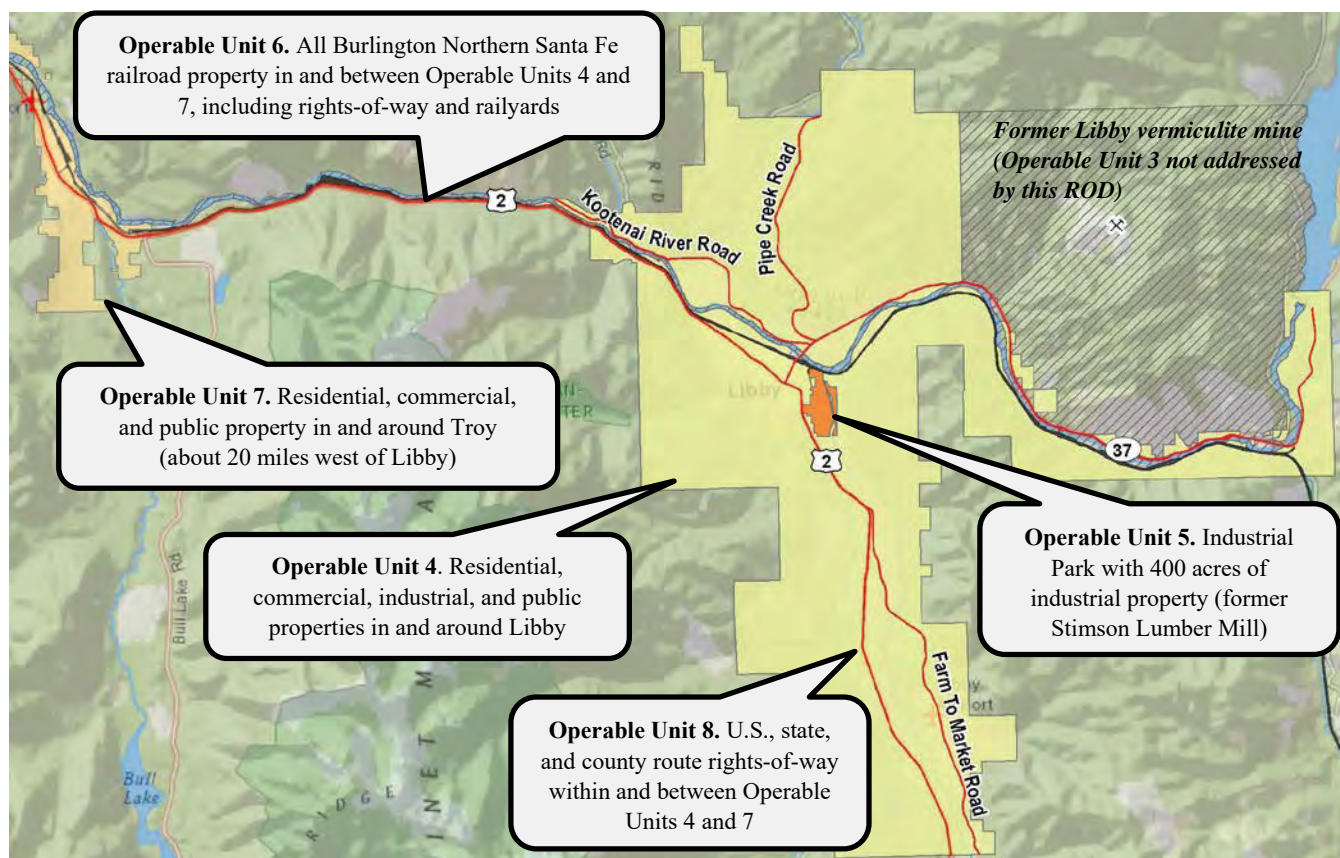 Operable Unit 6. All Burlington Northern Santa Fe
railroad property in and between Operable Units 4 and
7, including rights-of-way and railyards
Former Libby vermiculite mine
(Operable Unit 3 not addressed
by this ROD)
Rd
RID
2
Kootenai River Road
Pipe Creek Road
Operable Unit 7. Residential, commercial,
and public property in and around Troy
(about 20 miles west of Libby)
Libby
37
2
Operable Unit 4. Residential,
commercial, industrial, and public
properties in and around Libby
Operable Unit 5. Industrial
Park with 400 acres of
industrial property (former
Stimson Lumber Mill)
Bull Lake Rd
Operable Unit 8. U.S., state,
and county route rights-of-way
within and between Operable
Units 4 and 7
Farm To Market Road
Bull
Lake
RIDGE
INET M